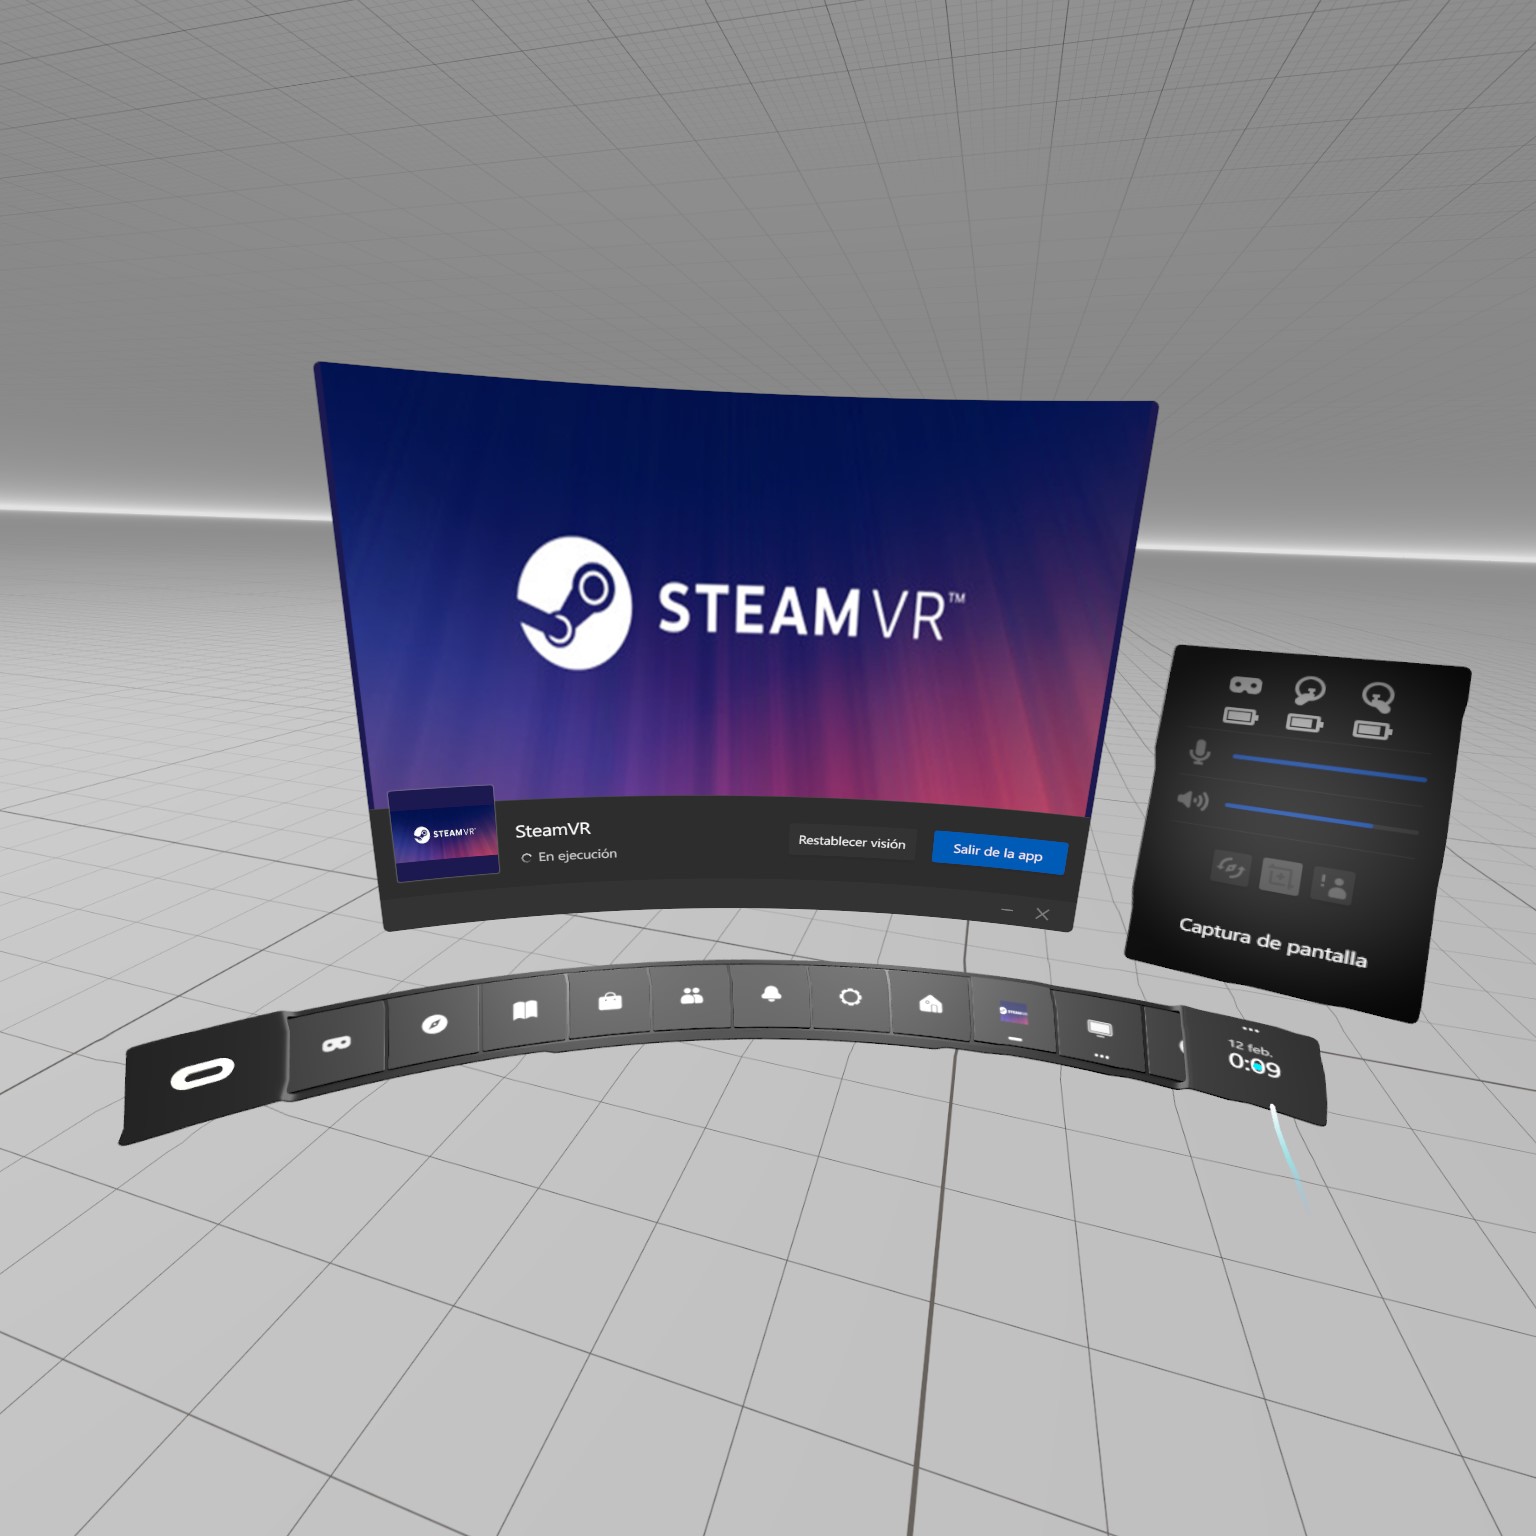 STEAMVR™
STEAMVR
SteamVR
En ejecución
Restablecer visión
Salir de la app
Captura de pantalla
12 feb.
0:09